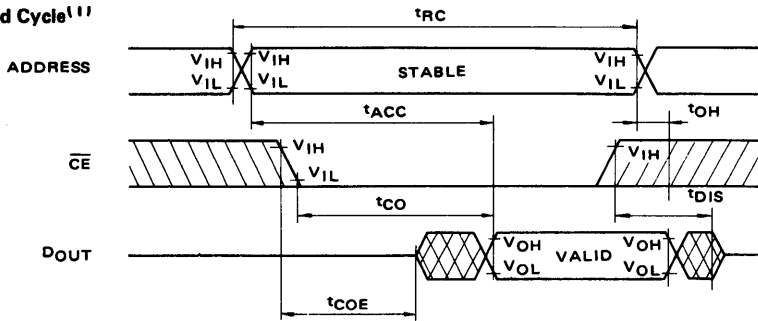 d Cycle(1)
tRC
ADDRESS
VIH VIH STABLE VIH
VIL VIL VIL
tACC tOH
CE VIH VIH
VIL
tCO tDIS
DOUT VOH VALID VOH
VOL VOL
tCOE